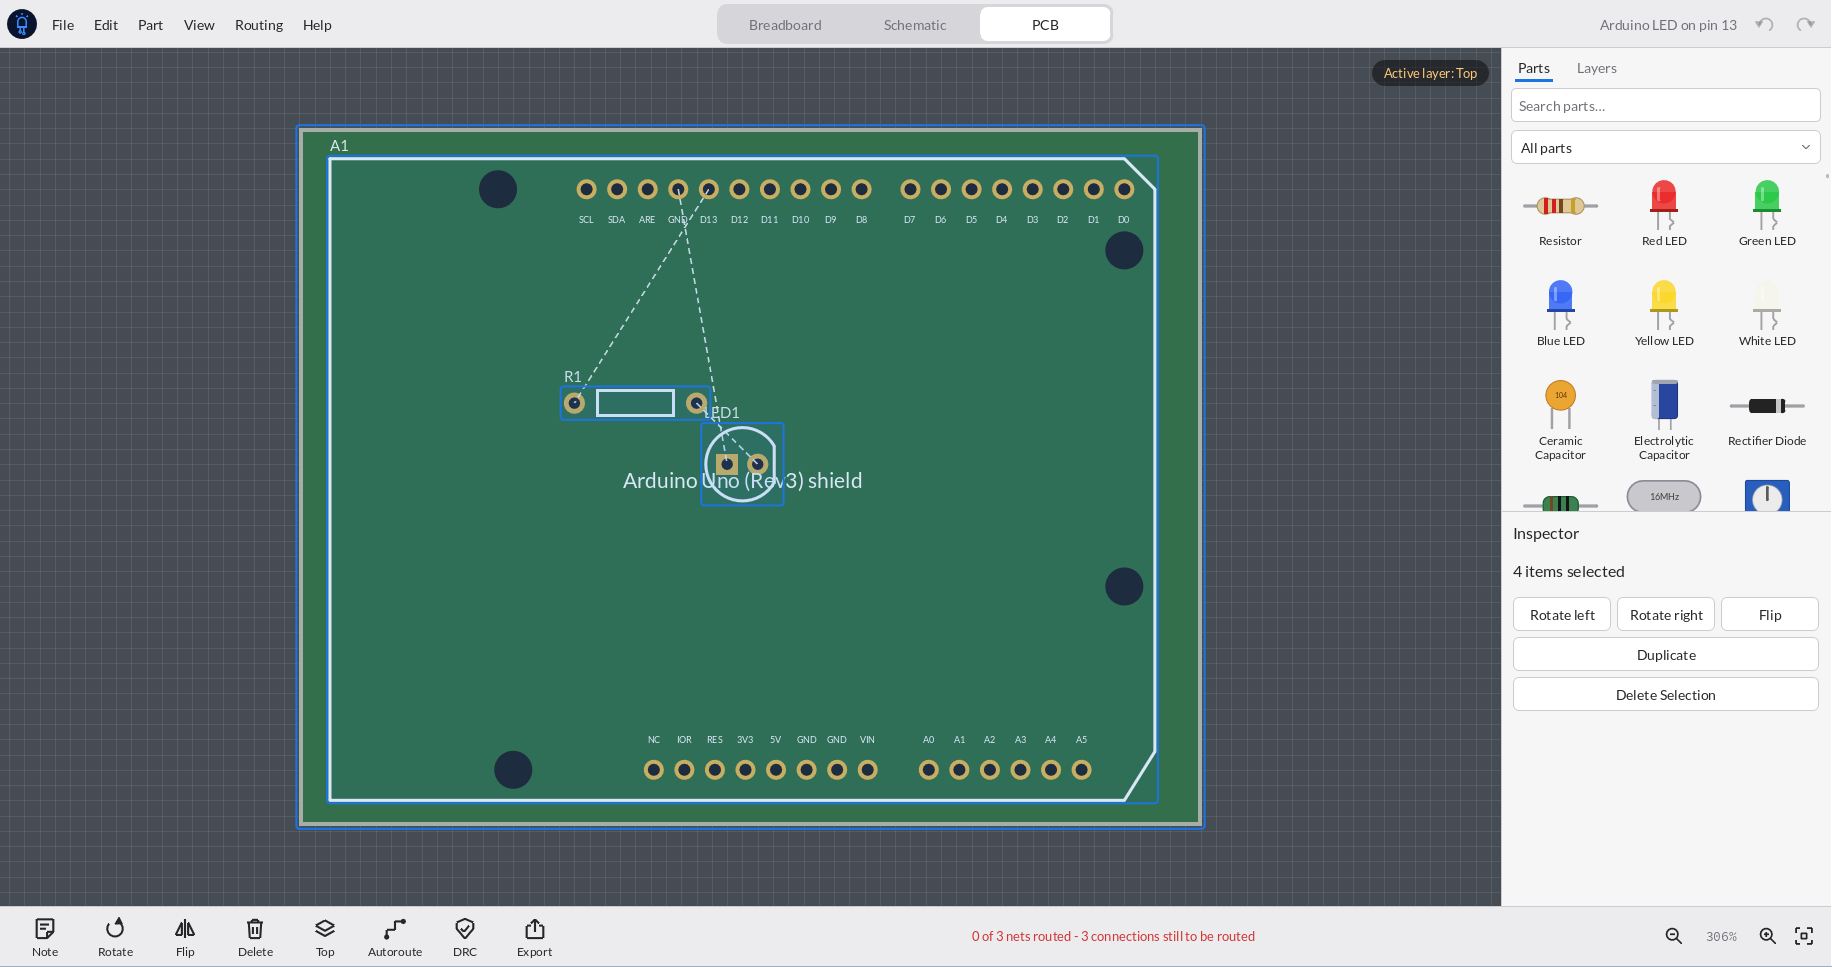 File Edit Part View Routing Help
Breadboard Schematic PCB
Arduino LED on pin 13
Active layer: Top
Parts Layers
Search parts...
All parts
Resistor Red LED Green LED
Blue LED Yellow LED White LED
104
Ceramic Capacitor
Electrolytic Capacitor
Rectifier Diode
16MHz
A1
SCL SDA ARE GND D13 D12 D11 D10 D9 D8 D7 D6 D5 D4 D3 D2 D1 D0
R1
LED1
Arduino Uno (Rev3) shield
NC IOR RES 3V3 5V GND GND VIN A0 A1 A2 A3 A4 A5
Inspector
4 items selected
Rotate left Rotate right Flip
Duplicate
Delete Selection
Note Rotate Flip Delete Top Autoroute DRC Export
0 of 3 nets routed - 3 connections still to be routed
306%